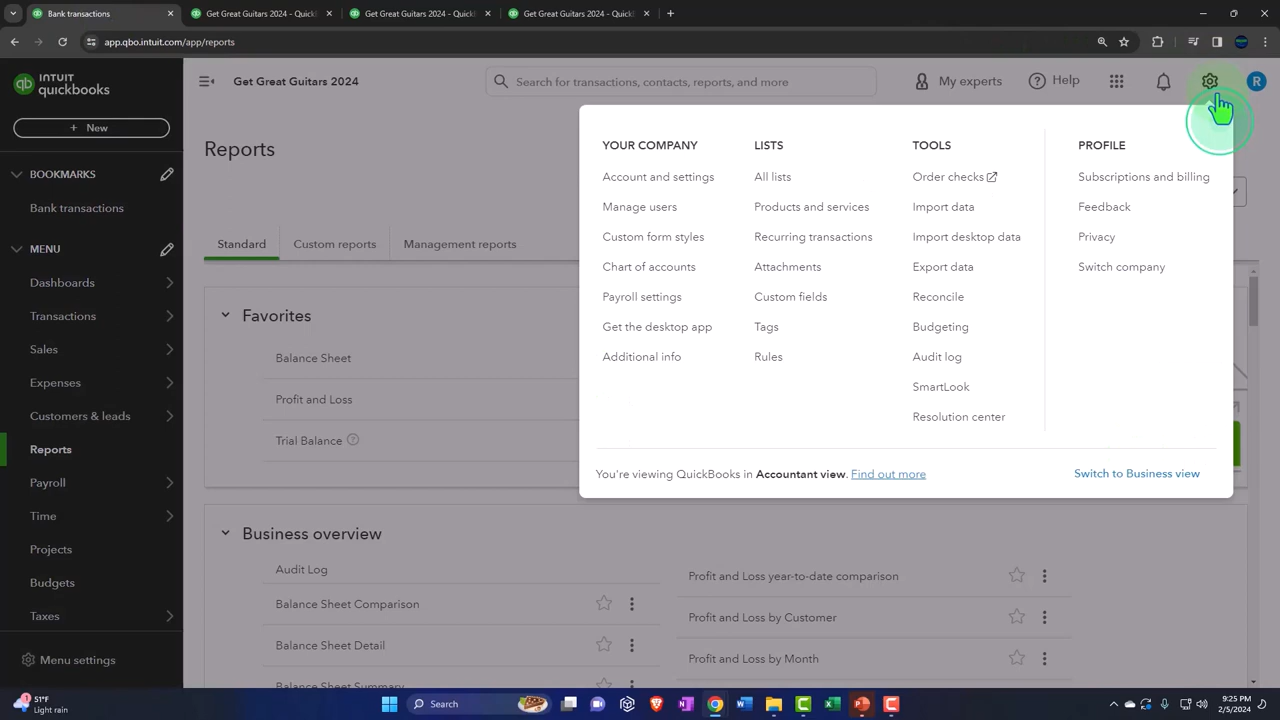 Bank transactions
Get Great Guitars 2024 - Quick
Get Great Guitars 2024 - Quick
Get Great Guitars 2024 - Quick
app.qbo.intuit.com/app/reports
INTUIT
quickbooks
Get Great Guitars 2024
Search for transactions, contacts, reports, and more
My experts
Help
R
+ New
BOOKMARKS
Bank transactions
MENU
Dashboards
Transactions
Sales
Expenses
Customers & leads
Reports
Payroll
Time
Projects
Budgets
Taxes
Menu settings
Reports
Standard
Custom reports
Management reports
Favorites
Balance Sheet
Profit and Loss
Trial Balance
Business overview
Audit Log
Balance Sheet Comparison
Balance Sheet Detail
Balance Sheet Summary
Profit and Loss year-to-date comparison
Profit and Loss by Customer
Profit and Loss by Month
YOUR COMPANY
Account and settings
Manage users
Custom form styles
Chart of accounts
Payroll settings
Get the desktop app
Additional info
LISTS
All lists
Products and services
Recurring transactions
Attachments
Custom fields
Tags
Rules
TOOLS
Order checks
Import data
Import desktop data
Export data
Reconcile
Budgeting
Audit log
SmartLook
Resolution center
PROFILE
Subscriptions and billing
Feedback
Privacy
Switch company
You're viewing QuickBooks in Accountant view. Find out more
Switch to Business view
1
51°F
Light rain
Search
9:25 PM
2/5/2024